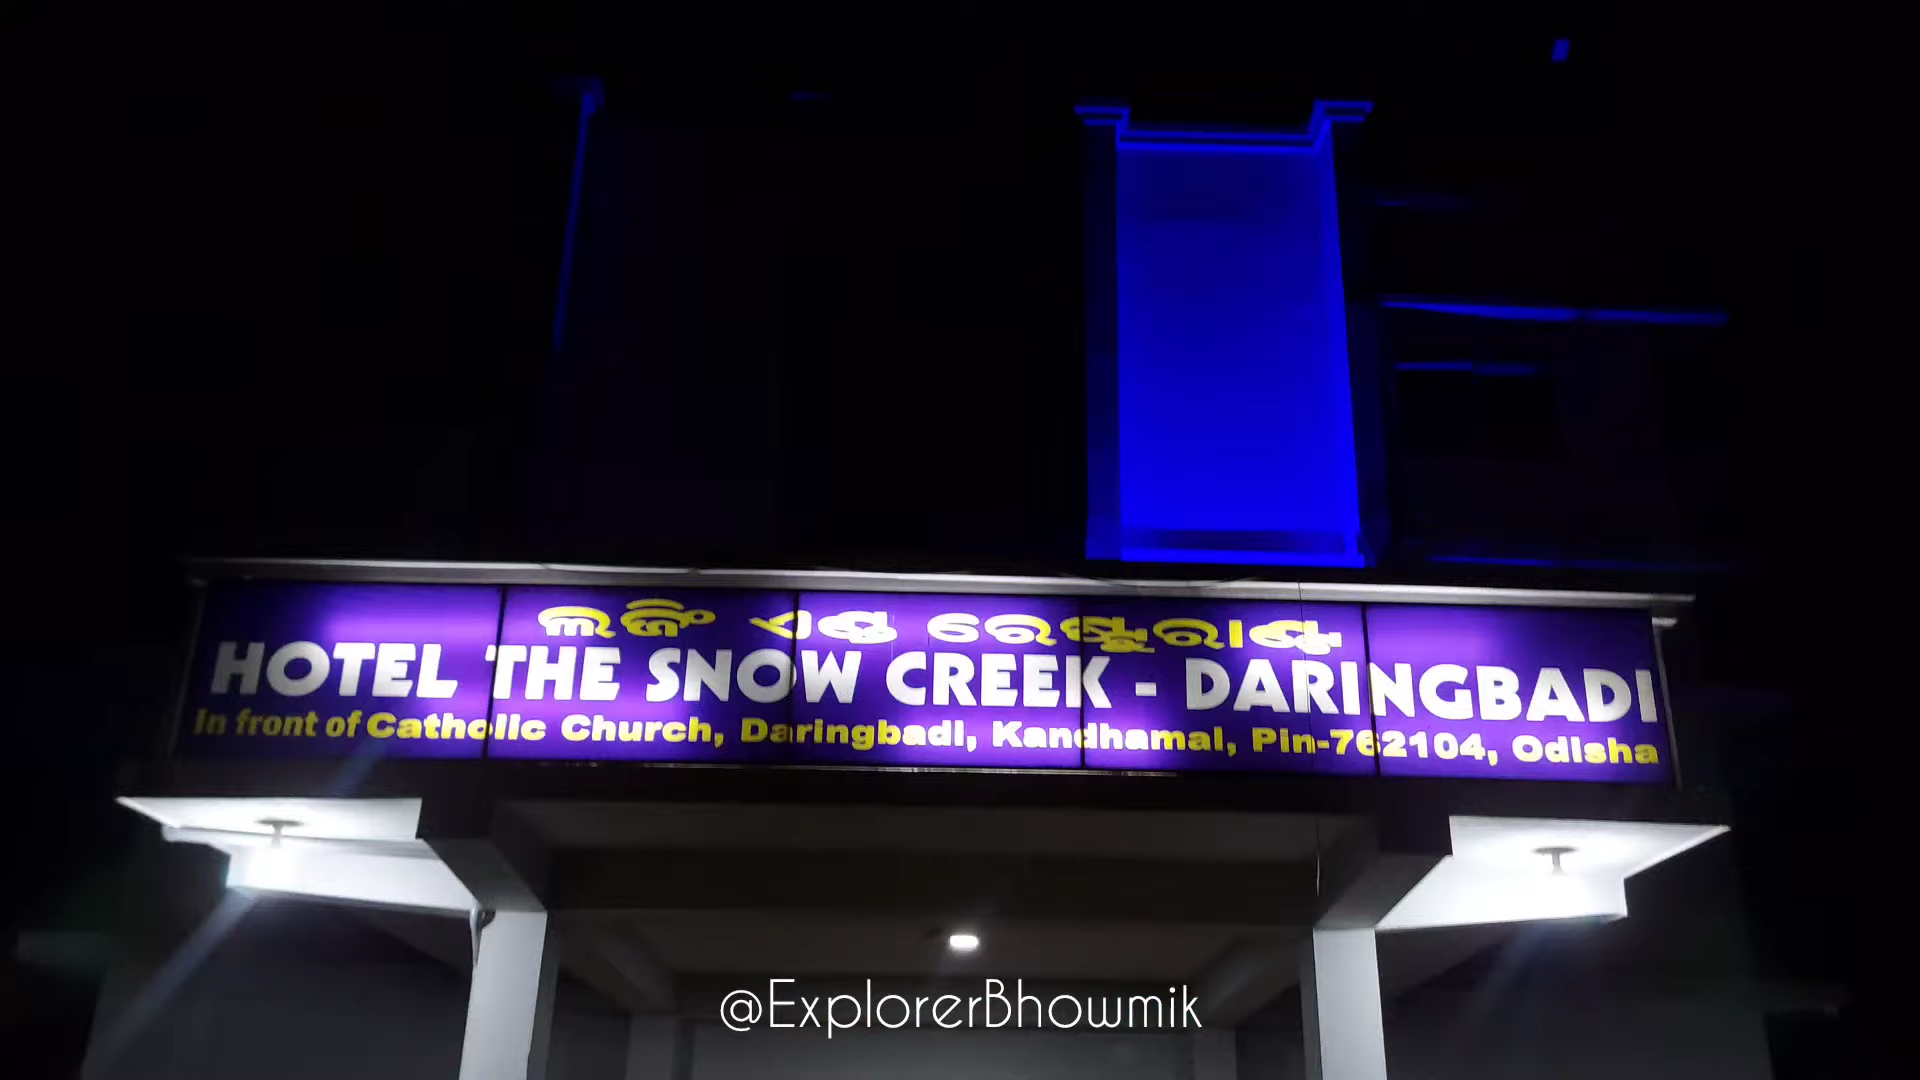 ଲଜିଂ ଏଣ୍ଡ ରେଷ୍ଟୁରାଣ୍ଟ
HOTEL THE SNOW CREEK - DARINGBADI
In front of Catholic Church, Daringbadi, Kandhamal, Pin-762104, Odisha
@ExplorerBhowmik